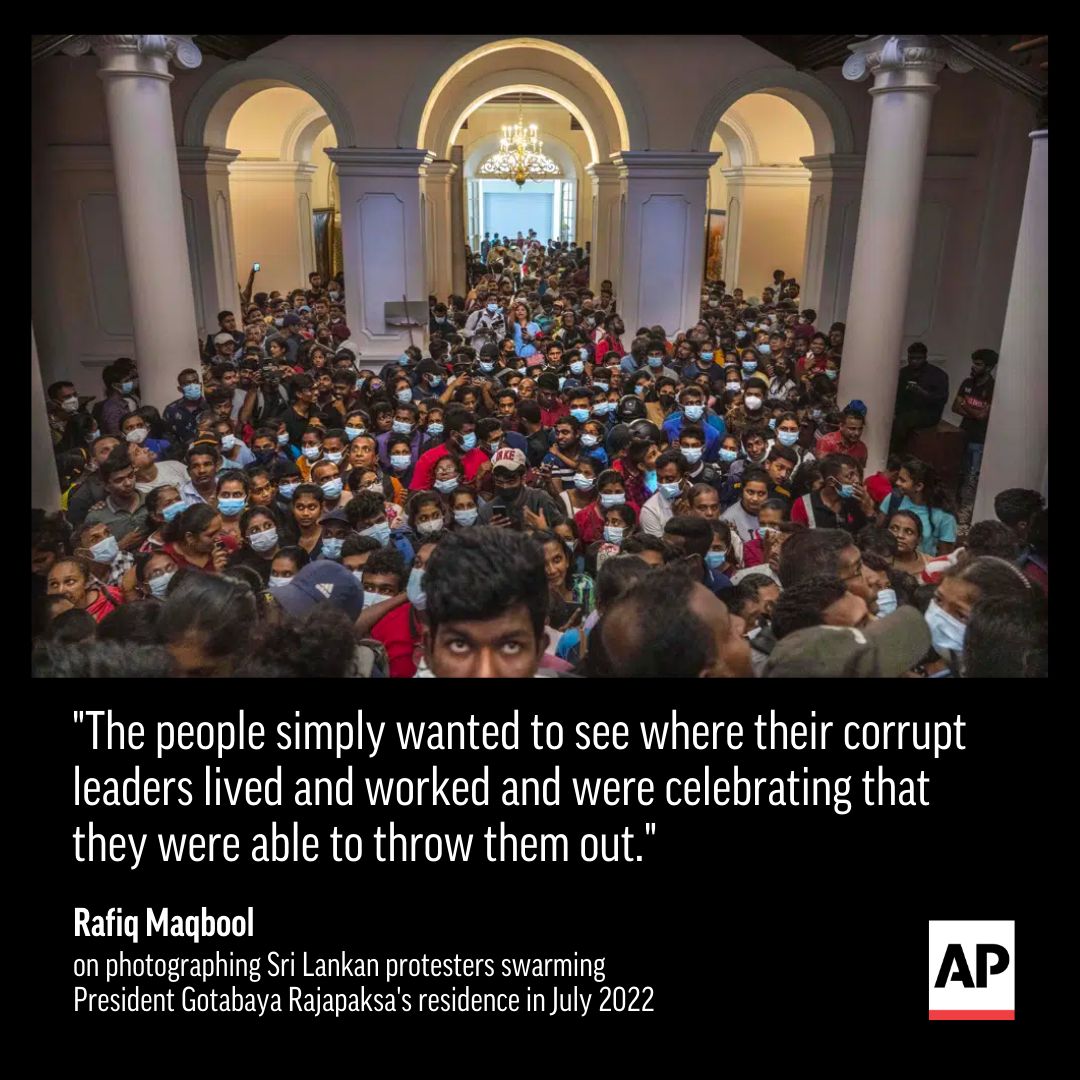 "The people simply wanted to see where their corrupt
leaders lived and worked and were celebrating that
they were able to throw them out."
Rafiq Maqbool
on photographing Sri Lankan protesters swarming
President Gotabaya Rajapaksa's residence in July 2022
AP